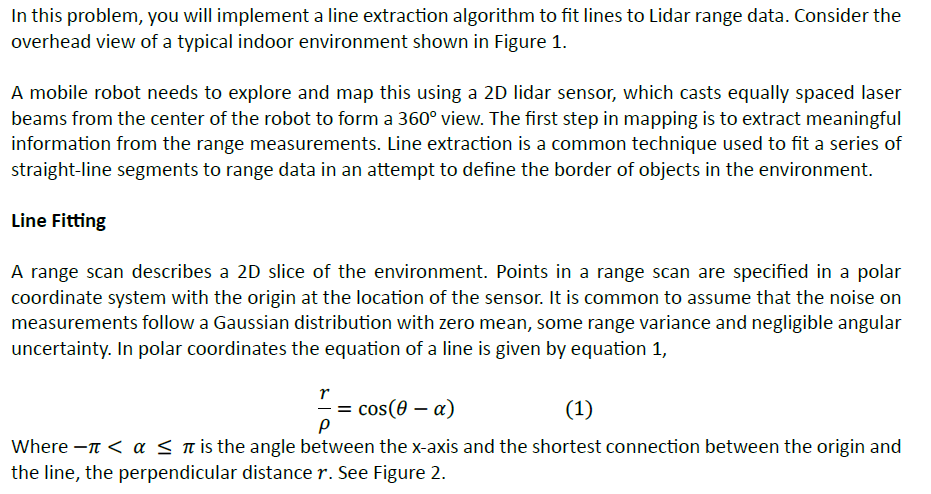 In this problem, you will implement a line extraction algorithm to fit lines to Lidar range data. Consider the
overhead view of a typical indoor environment shown in Figure 1.
A mobile robot needs to explore and map this using a 2D lidar sensor, which casts equally spaced laser
beams from the center of the robot to form a 360° view. The first step in mapping is to extract meaningful
information from the range measurements. Line extraction is a common technique used to fit a series of
straight-line segments to range data in an attempt to define the border of objects in the environment.
Line Fitting
A range scan describes a 2D slice of the environment. Points in a range scan are specified in a polar
coordinate system with the origin at the location of the sensor. It is common to assume that the noise on
measurements follow a Gaussian distribution with zero mean, some range variance and negligible angular
uncertainty. In polar coordinates the equation of a line is given by equation 1,
r/ρ = cos(θ − α) (1)
Where −π < α ≤ π is the angle between the x-axis and the shortest connection between the origin and
the line, the perpendicular distance r. See Figure 2.